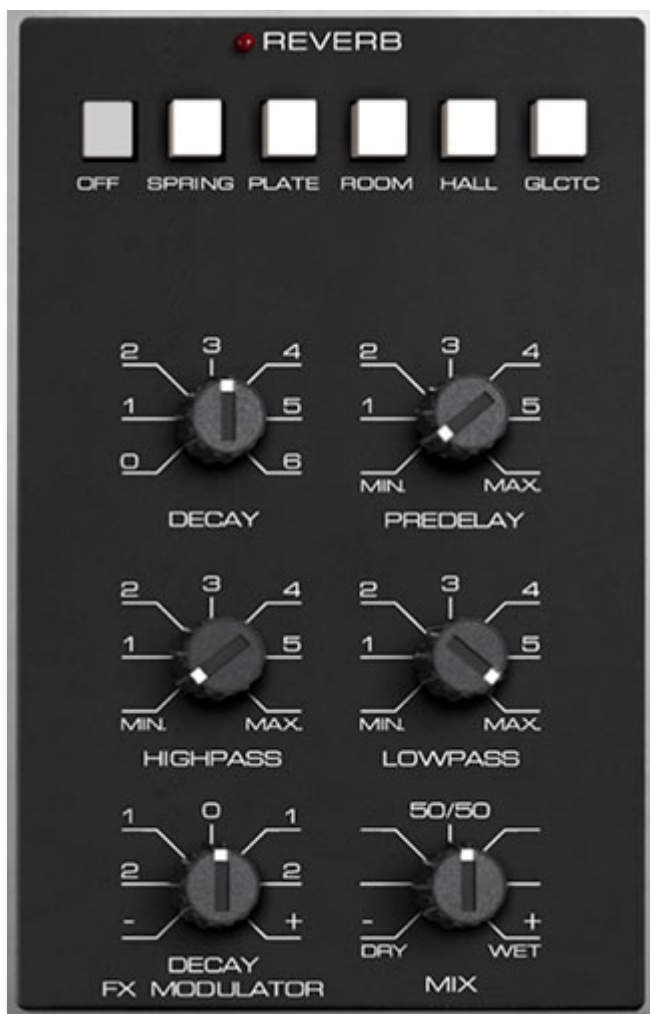 REVERB
OFF SPRING PLATE ROOM HALL GLCTC
2 3 4
1 5
0 6
DECAY
2 3 4
1 5
MIN. MAX.
PREDELAY
2 3 4
1 5
MIN. MAX.
HIGHPASS
2 3 4
1 5
MIN. MAX.
LOWPASS
1 0 1
2 2
- +
DECAY
FX MODULATOR
50/50
- +
DRY WET
MIX